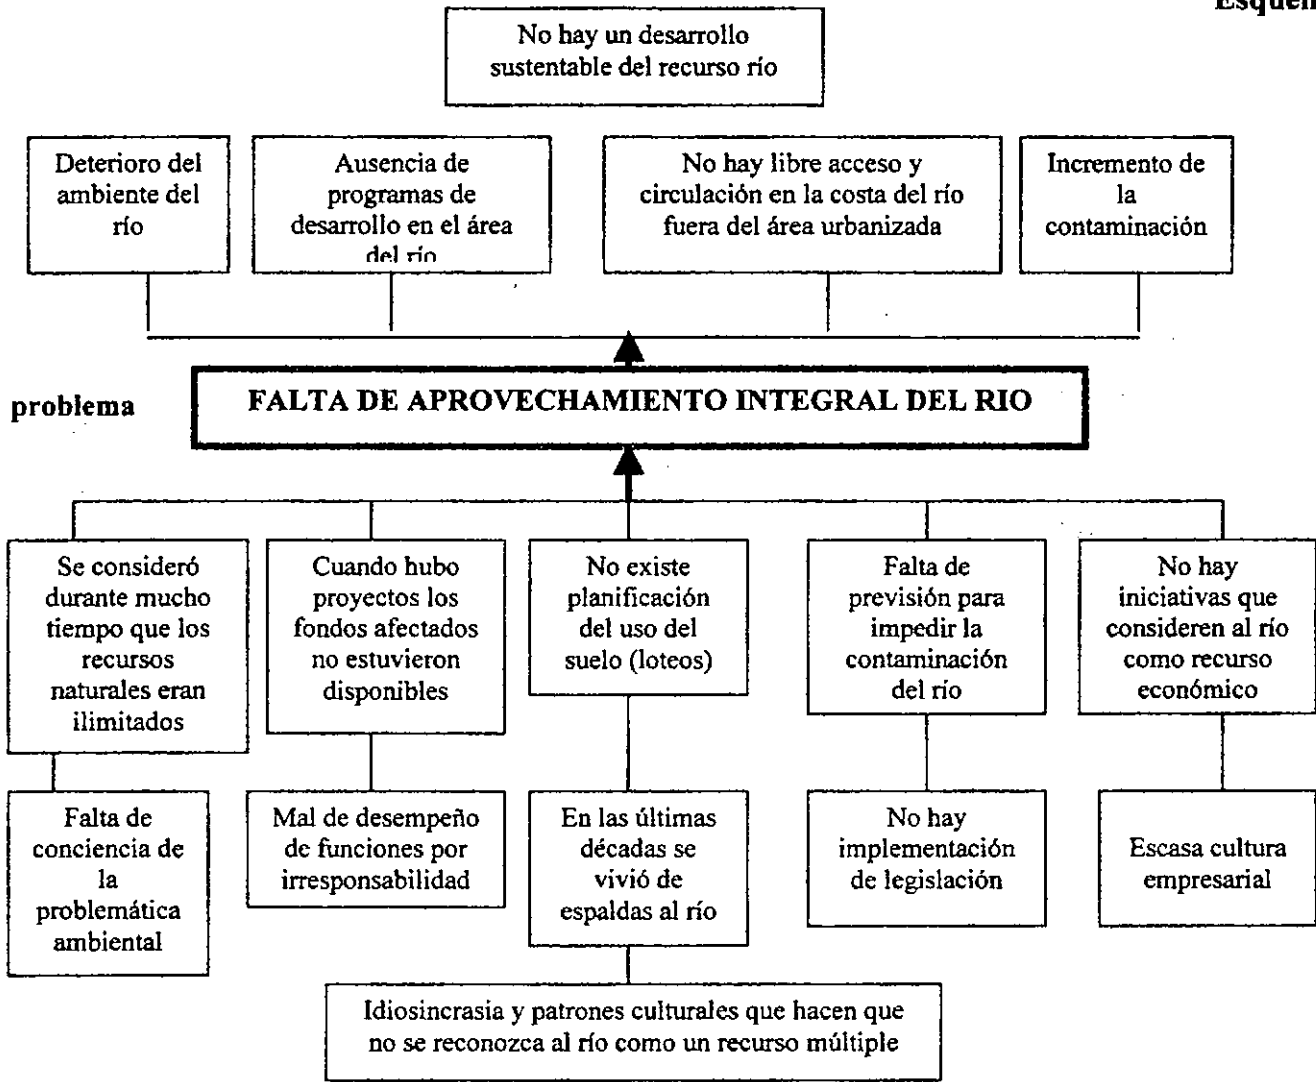 No hay un desarrollo
sustentable del recurso río
Deterioro del
ambiente del
río
Ausencia de
programas de
desarrollo en el área
del río
No hay libre acceso y
circulación en la costa del río
fuera del área urbanizada
Incremento de
la
contaminación
problema
FALTA DE APROVECHAMIENTO INTEGRAL DEL RIO
Se consideró
durante mucho
tiempo que los
recursos
naturales eran
ilimitados
Cuando hubo
proyectos los
fondos afectados
no estuvieron
disponibles
No existe
planificación
del uso del
suelo (loteos)
Falta de
previsión para
impedir la
contaminación
del río
No hay
iniciativas que
consideren al río
como recurso
económico
Falta de
conciencia de
la
problemática
ambiental
Mal de desempeño
de funciones por
irresponsabilidad
En las últimas
décadas se
vivió de
espaldas al río
No hay
implementación
de legislación
Escasa cultura
empresarial
Idiosincrasia y patrones culturales que hacen que
no se reconozca al río como un recurso múltiple